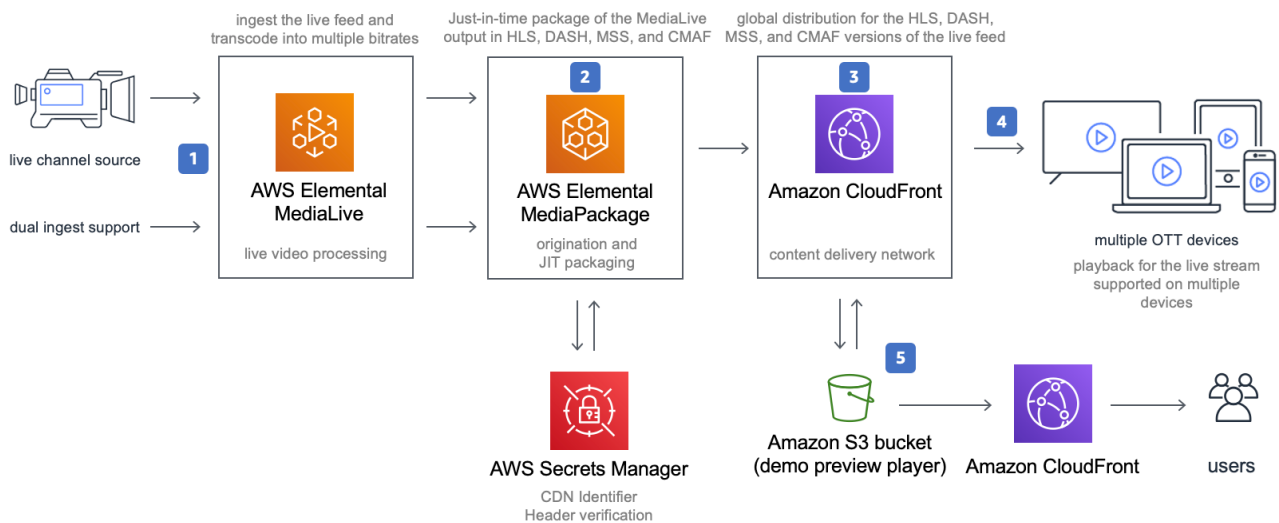 ingest the live feed and
transcode into multiple bitrates
Just-in-time package of the MediaLive
output in HLS, DASH, MSS, and CMAF
global distribution for the HLS, DASH,
MSS, and CMAF versions of the live feed
live channel source
dual ingest support
1
AWS Elemental
MediaLive
live video processing
2
AWS Elemental
MediaPackage
origination and
JIT packaging
3
Amazon CloudFront
content delivery network
4
multiple OTT devices
playback for the live stream
supported on multiple
devices
AWS Secrets Manager
CDN Identifier
Header verification
5
Amazon S3 bucket
(demo preview player)
Amazon CloudFront
users